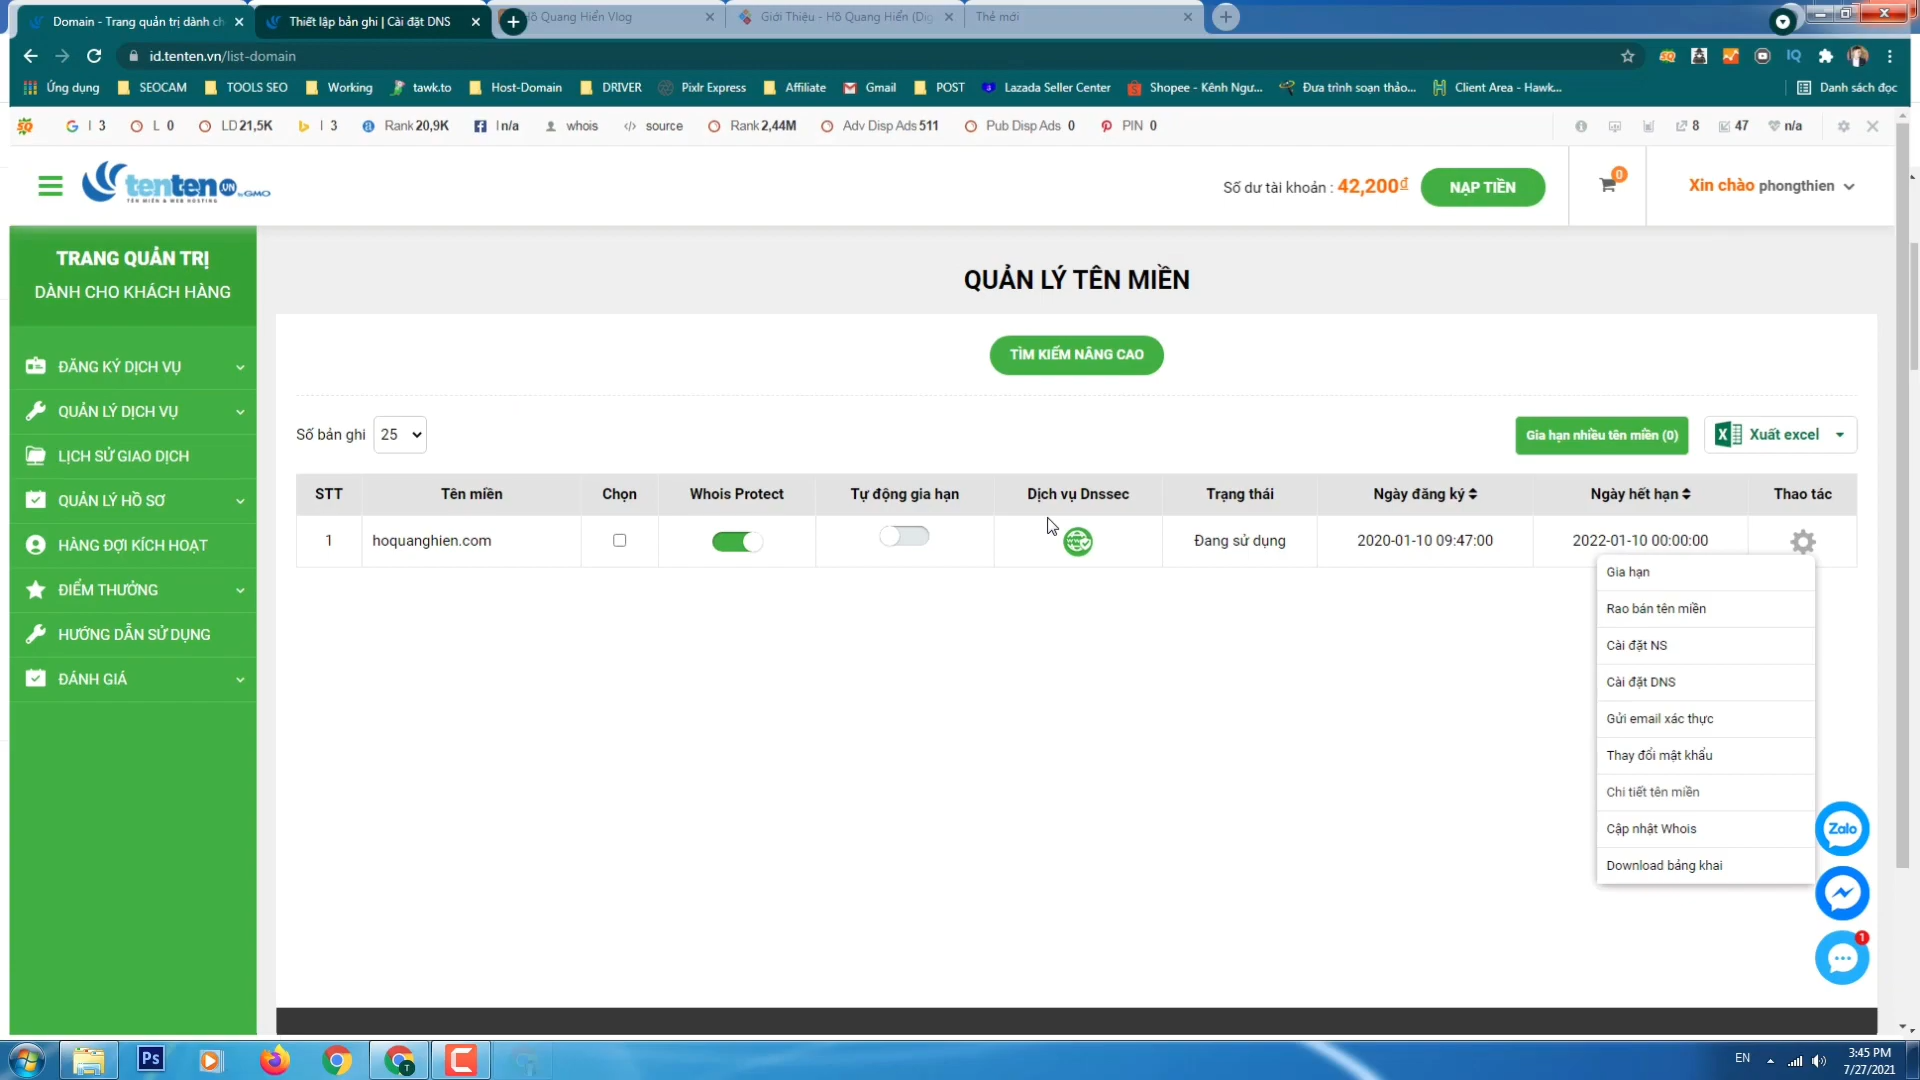 Domain - Trang quản trị dành ch
Thiết lập bản ghi | Cài đặt DNS
Hồ Quang Hiển Vlog
Giới Thiệu - Hồ Quang Hiển (Dig
Thẻ mới
id.tenten.vn/list-domain
Ứng dụng
SEOCAM
TOOLS SEO
Working
tawk.to
Host-Domain
DRIVER
Pixlr Express
Affiliate
Gmail
POST
Lazada Seller Center
Shopee - Kênh Ngư...
Đưa trình soạn thảo...
Client Area - Hawk...
Danh sách đọc
I 3
L 0
LD 21,5K
I 3
Rank 20,9K
I n/a
whois
source
Rank 2,44M
Adv Disp Ads 511
Pub Disp Ads 0
PIN 0
8
47
n/a
tenten VN by GMO
TÊN MIỀN & WEB HOSTING
Số dư tài khoản : 42,200đ
NẠP TIỀN
0
Xin chào phongthien
TRANG QUẢN TRỊ
DÀNH CHO KHÁCH HÀNG
ĐĂNG KÝ DỊCH VỤ
QUẢN LÝ DỊCH VỤ
LỊCH SỬ GIAO DỊCH
QUẢN LÝ HỒ SƠ
HÀNG ĐỢI KÍCH HOẠT
ĐIỂM THƯỞNG
HƯỚNG DẪN SỬ DỤNG
ĐÁNH GIÁ
QUẢN LÝ TÊN MIỀN
TÌM KIẾM NÂNG CAO
Số bản ghi 25
Gia hạn nhiều tên miền (0)
Xuất excel
STT Tên miền Chọn Whois Protect Tự động gia hạn Dịch vụ Dnssec Trạng thái Ngày đăng ký Ngày hết hạn Thao tác
1 hoquanghien.com Đang sử dụng 2020-01-10 09:47:00 2022-01-10 00:00:00
Gia hạn
Rao bán tên miền
Cài đặt NS
Cài đặt DNS
Gửi email xác thực
Thay đổi mật khẩu
Chi tiết tên miền
Cập nhật Whois
Download bảng khai
Zalo
1
Ps
EN
3:45 PM
7/27/2021